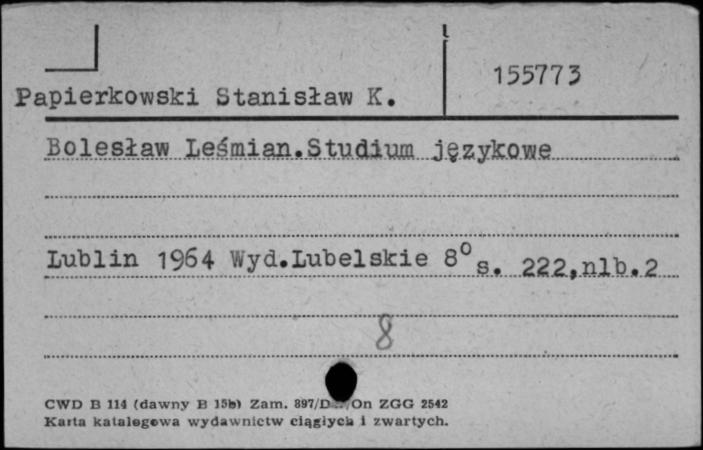 155773
Papierkowski Stanisław K.
Bolesław Leśmian.Studium językowe
Lublin 1964 Wyd.Lubelskie 8° s. 222,nlb.2
8
CWD B 114 (dawny B 15b) Zam. 897/D On ZGG 2542
Karta katalogowa wydawnictw ciągłych i zwartych.